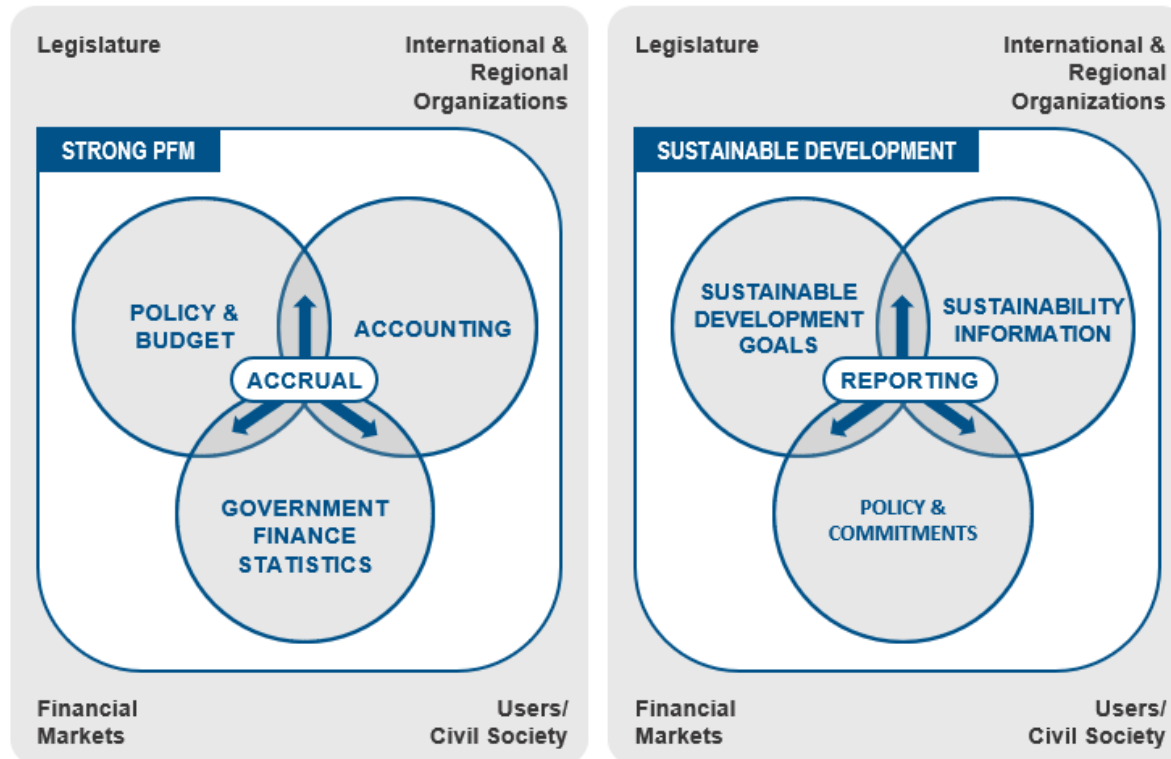 Legislature
International &
Regional
Organizations
STRONG PFM
POLICY &
BUDGET
ACCOUNTING
ACCRUAL
GOVERNMENT
FINANCE
STATISTICS
Financial
Markets
Users/
Civil Society
Legislature
International &
Regional
Organizations
SUSTAINABLE DEVELOPMENT
SUSTAINABLE
DEVELOPMENT
GOALS
SUSTAINABILITY
INFORMATION
REPORTING
POLICY &
COMMITMENTS
Financial
Markets
Users/
Civil Society